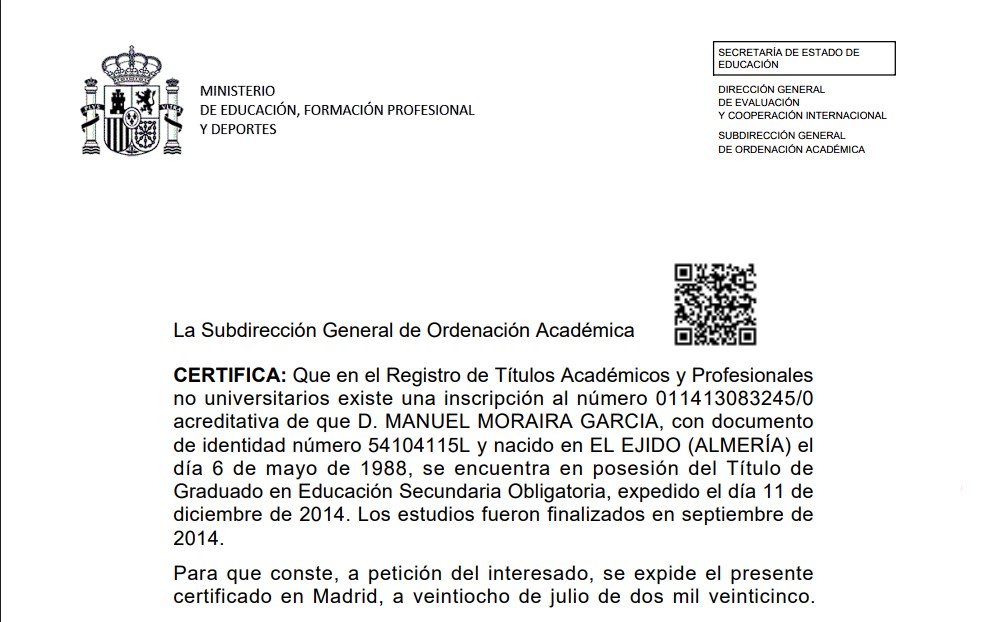 MINISTERIO
DE EDUCACIÓN, FORMACIÓN PROFESIONAL
Y DEPORTES
SECRETARÍA DE ESTADO DE
EDUCACIÓN
DIRECCIÓN GENERAL
DE EVALUACIÓN
Y COOPERACIÓN INTERNACIONAL
SUBDIRECCIÓN GENERAL
DE ORDENACIÓN ACADÉMICA
PLVS VLTRA
La Subdirección General de Ordenación Académica
CERTIFICA: Que en el Registro de Títulos Académicos y Profesionales
no universitarios existe una inscripción al número 011413083245/0
acreditativa de que D. MANUEL MORAIRA GARCIA, con documento
de identidad número 54104115L y nacido en EL EJIDO (ALMERÍA) el
día 6 de mayo de 1988, se encuentra en posesión del Título de
Graduado en Educación Secundaria Obligatoria, expedido el día 11 de
diciembre de 2014. Los estudios fueron finalizados en septiembre de
2014.
Para que conste, a petición del interesado, se expide el presente
certificado en Madrid, a veintiocho de julio de dos mil veinticinco.